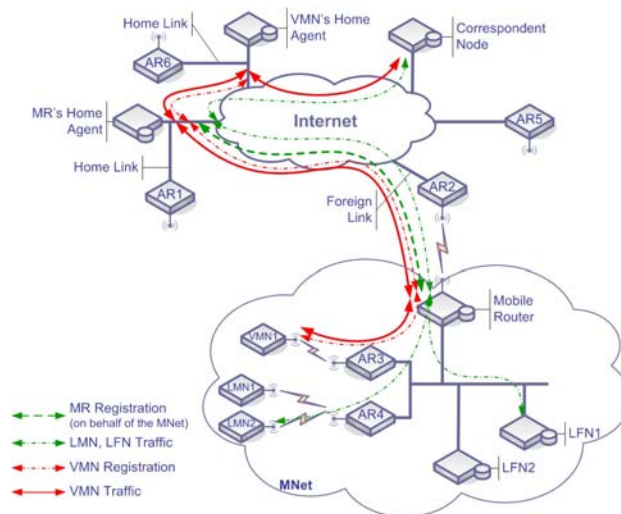 Home Link
VMN's Home
Agent
Correspondent
Node
AR6
MR's Home
Agent
Internet
AR5
Home Link
AR1
AR2
Foreign
Link
Mobile
Router
VMN1
AR3
LMN1
LMN2
AR4
LFN1
LFN2
MNet
MR Registration
(on behalf of the MNet)
LMN, LFN Traffic
VMN Registration
VMN Traffic